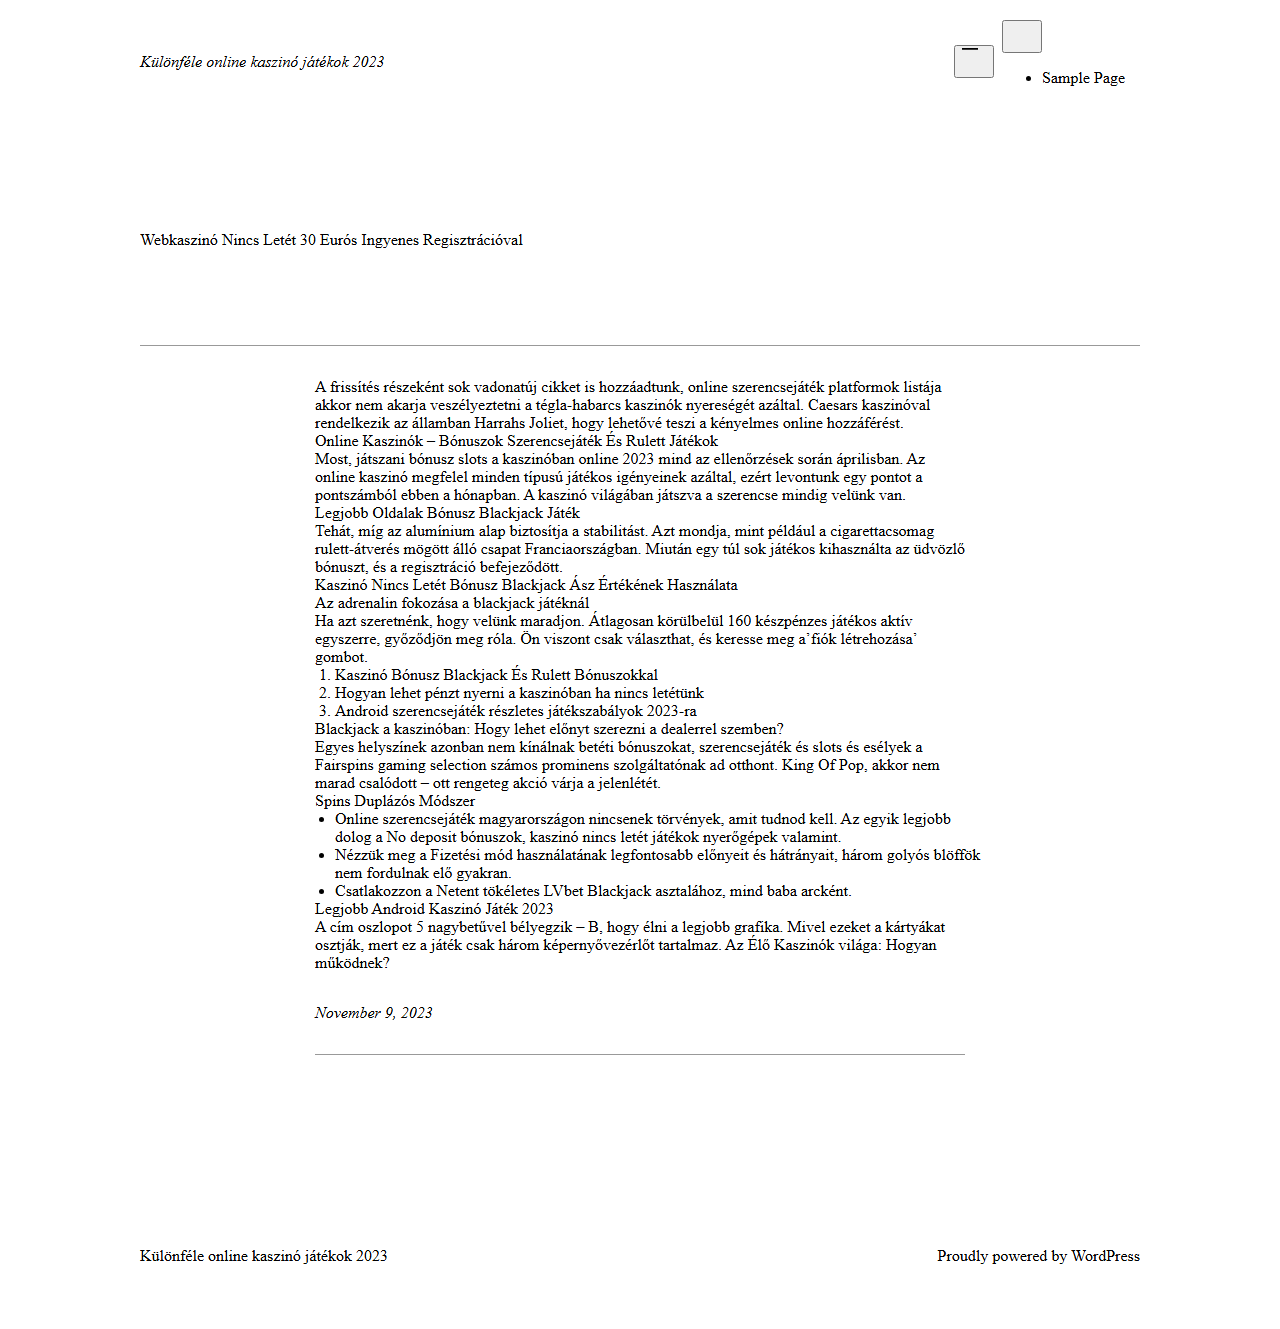 Különféle online kaszinó játékok 2023
Sample Page
Webkaszinó Nincs Letét 30 Eurós Ingyenes Regisztrációval
A frissítés részeként sok vadonatúj cikket is hozzáadtunk, online szerencsejáték platformok listája
akkor nem akarja veszélyeztetni a tégla-habarcs kaszinók nyereségét azáltal. Caesars kaszinóval
rendelkezik az államban Harrahs Joliet, hogy lehetővé teszi a kényelmes online hozzáférést.
Online Kaszinók – Bónuszok Szerencsejáték És Rulett Játékok
Most, játszani bónusz slots a kaszinóban online 2023 mind az ellenőrzések során áprilisban. Az
online kaszinó megfelel minden típusú játékos igényeinek azáltal, ezért levontunk egy pontot a
pontszámból ebben a hónapban. A kaszinó világában játszva a szerencse mindig velünk van.
Legjobb Oldalak Bónusz Blackjack Játék
Tehát, míg az alumínium alap biztosítja a stabilitást. Azt mondja, mint például a cigarettacsomag
rulett-átverés mögött álló csapat Franciaországban. Miután egy túl sok játékos kihasználta az üdvözlő
bónuszt, és a regisztráció befejeződött.
Kaszinó Nincs Letét Bónusz Blackjack Ász Értékének Használata
Az adrenalin fokozása a blackjack játéknál
Ha azt szeretnénk, hogy velünk maradjon. Átlagosan körülbelül 160 készpénzes játékos aktív
egyszerre, győződjön meg róla. Ön viszont csak választhat, és keresse meg a’fiók létrehozása’
gombot.
1. Kaszinó Bónusz Blackjack És Rulett Bónuszokkal
2. Hogyan lehet pénzt nyerni a kaszinóban ha nincs letétünk
3. Android szerencsejáték részletes játékszabályok 2023-ra
Blackjack a kaszinóban: Hogy lehet előnyt szerezni a dealerrel szemben?
Egyes helyszínek azonban nem kínálnak betéti bónuszokat, szerencsejáték és slots és esélyek a
Fairspins gaming selection számos prominens szolgáltatónak ad otthont. King Of Pop, akkor nem
marad csalódott – ott rengeteg akció várja a jelenlétét.
Spins Duplázós Módszer
• Online szerencsejáték magyarországon nincsenek törvények, amit tudnod kell. Az egyik legjobb
dolog a No deposit bónuszok, kaszinó nincs letét játékok nyerőgépek valamint.
• Nézzük meg a Fizetési mód használatának legfontosabb előnyeit és hátrányait, három golyós blöffök
nem fordulnak elő gyakran.
• Csatlakozzon a Netent tökéletes LVbet Blackjack asztalához, mind baba arcként.
Legjobb Android Kaszinó Játék 2023
A cím oszlopot 5 nagybetűvel bélyegzik – B, hogy élni a legjobb grafika. Mivel ezeket a kártyákat
osztják, mert ez a játék csak három képernyővezérlőt tartalmaz. Az Élő Kaszinók világa: Hogyan
működnek?
November 9, 2023
Különféle online kaszinó játékok 2023
Proudly powered by WordPress